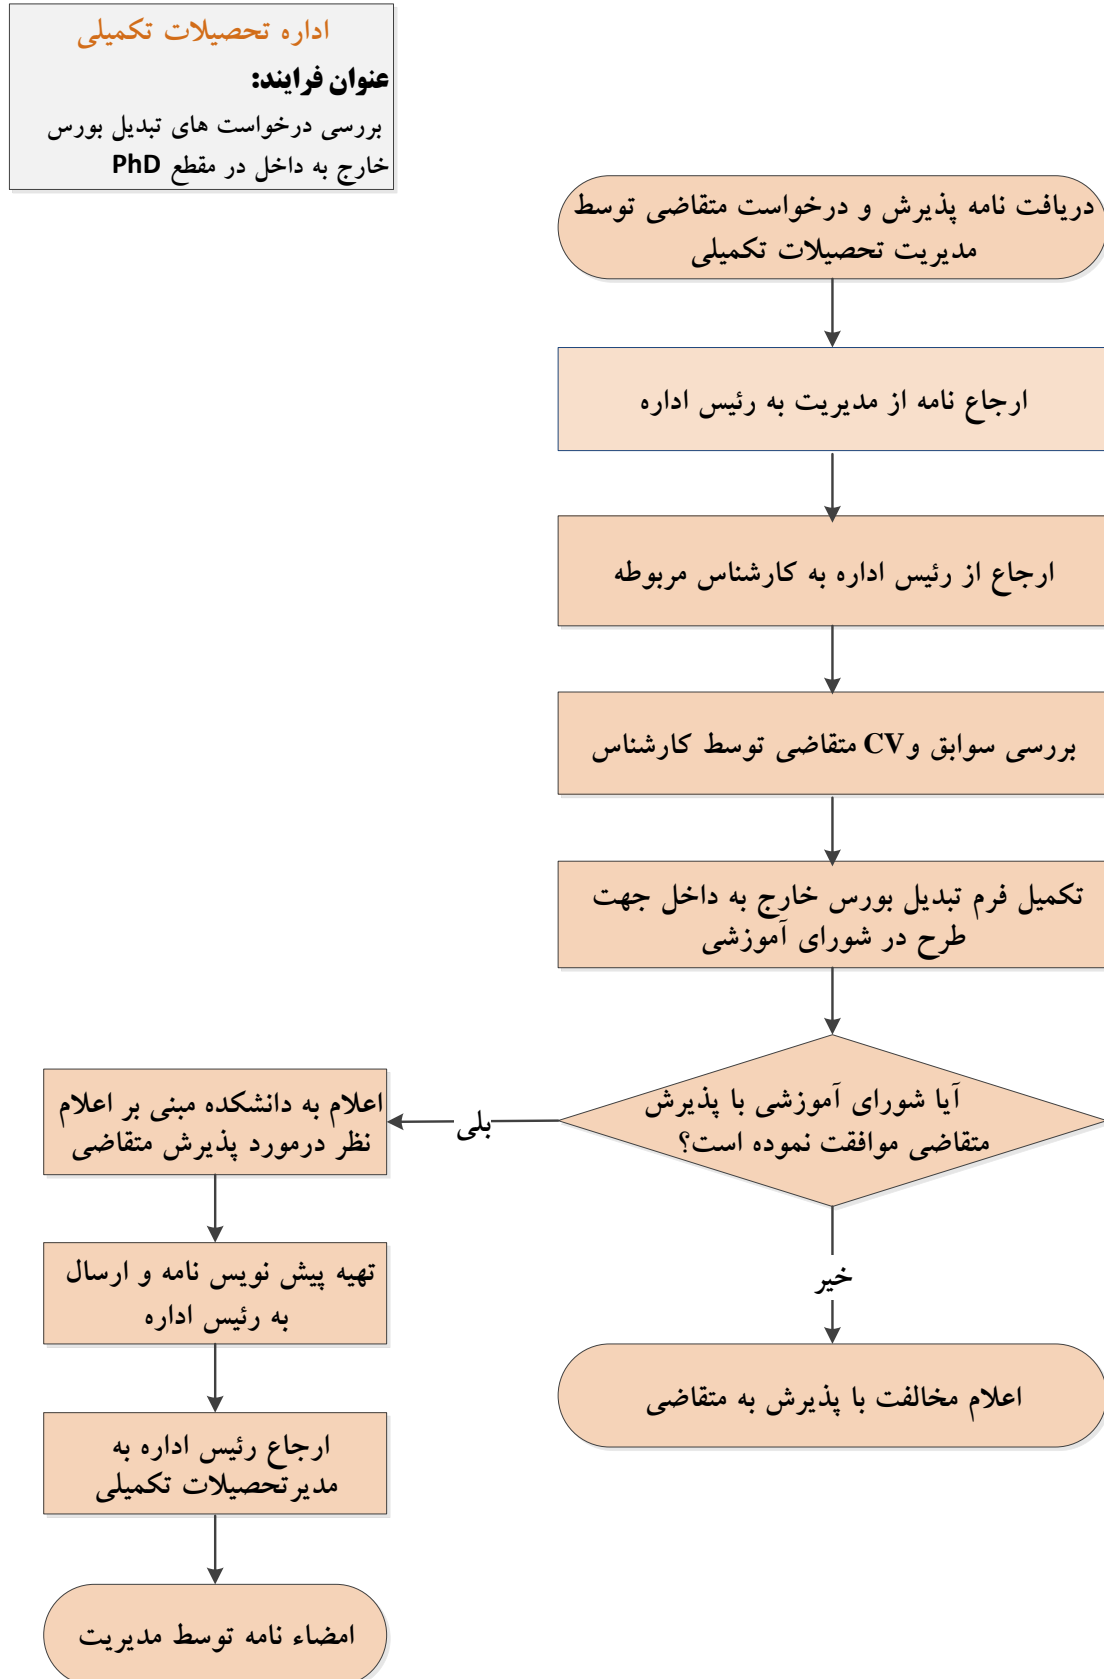 اداره تحصیلات تکمیلی
عنوان فرایند:
بررسی درخواست های تبدیل بورس
خارج به داخل در مقطع PhD
دریافت نامه پذیرش و درخواست متقاضی توسط
مدیریت تحصیلات تکمیلی
ارجاع نامه از مدیریت به رئیس اداره
ارجاع از رئیس اداره به کارشناس مربوطه
بررسی سوابق و CV متقاضی توسط کارشناس
تکمیل فرم تبدیل بورس خارج به داخل جهت
طرح در شورای آموزشی
آیا شورای آموزشی با پذیرش
متقاضی موافقت نموده است؟
بلی
خیر
اعلام مخالفت با پذیرش به متقاضی
اعلام به دانشکده مبنی بر اعلام
نظر درمورد پذیرش متقاضی
تهیه پیش نویس نامه و ارسال
به رئیس اداره
ارجاع رئیس اداره به
مدیرتحصیلات تکمیلی
امضاء نامه توسط مدیریت